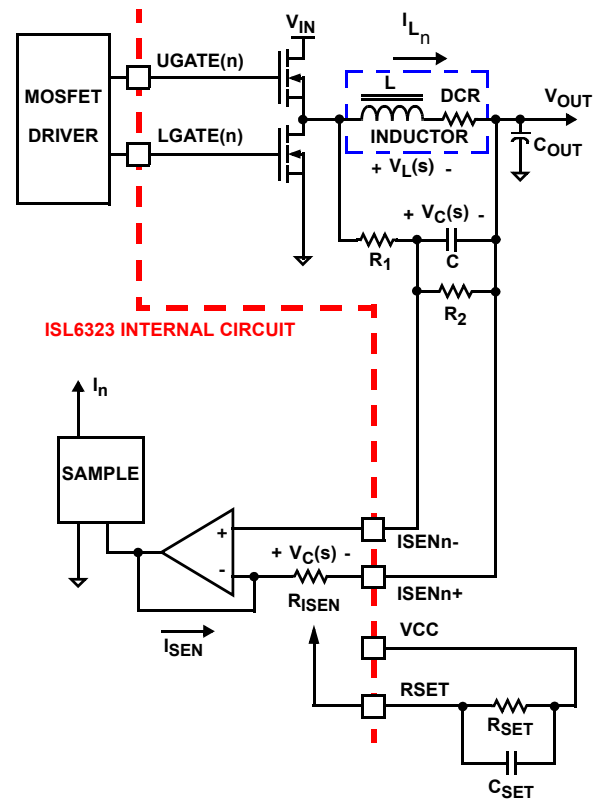 VIN
ILn
UGATE(n)
MOSFET
DRIVER
L
DCR
VOUT
LGATE(n)
INDUCTOR
COUT
+ VL(s) -
+ VC(s) -
R1
C
R2
ISL6323 INTERNAL CIRCUIT
In
SAMPLE
+
ISENn-
-
+ VC(s) -
RISEN
ISENn+
ISEN
VCC
RSET
RSET
CSET